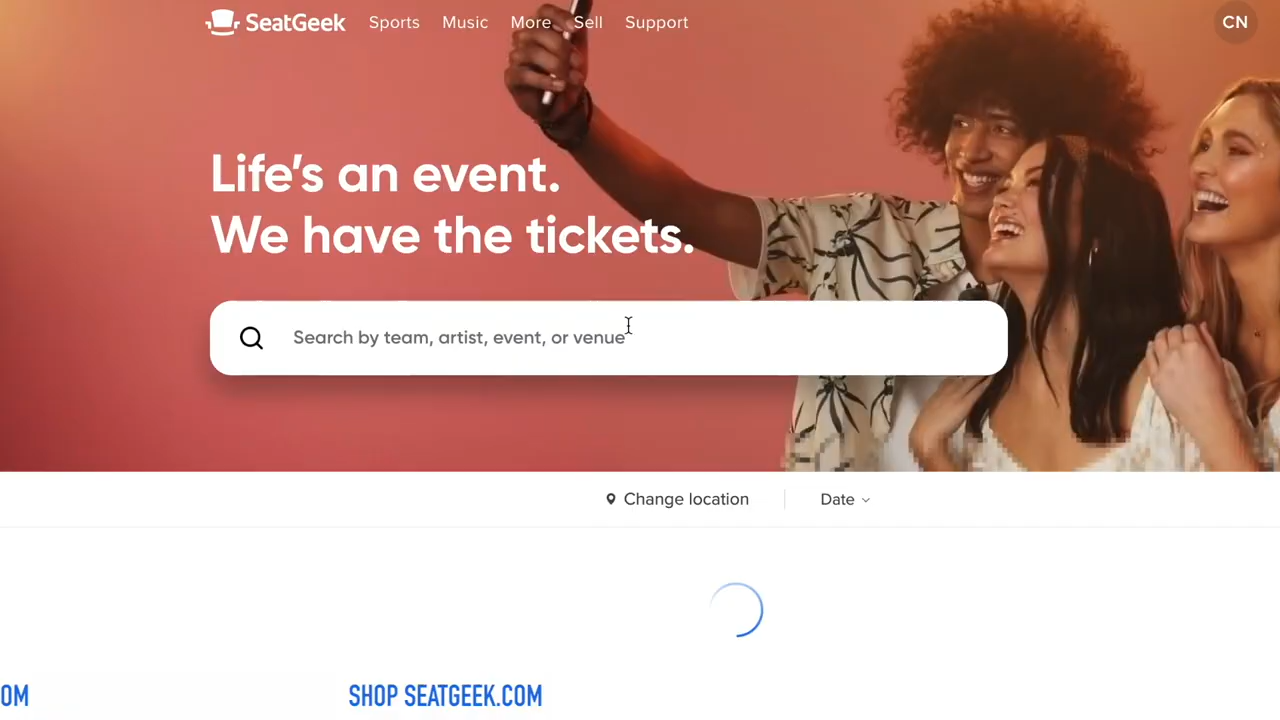 SeatGeek Sports Music More Sell Support CN
Life's an event.
We have the tickets.
Search by team, artist, event, or venue
Change location Date
OM SHOP SEATGEEK.COM